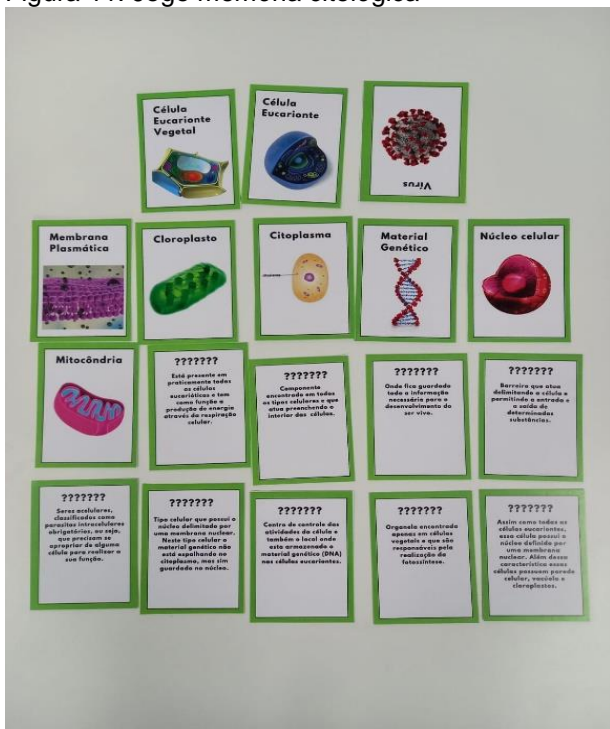 Célula
Eucarionte
Vegetal
Célula
Eucarionte
Vírus
Membrana
Plasmática
Cloroplasto
Citoplasma
Material
Genético
Núcleo celular
Mitocôndria
???????
Está presente em
praticamente todas
as células
eucarióticas e tem
como função a
produção de energia
através da respiração
celular.
???????
Componente
encontrado em todos
os tipos celulares e que
atua preenchendo o
interior das células.
???????
Onde fica guardado
toda a informação
necessária para o
desenvolvimento do
ser vivo.
???????
Barreira que atua
delimitando a célula e
permitindo a entrada e
a saída de
determinadas
substâncias.
???????
Seres acelulares,
classificados como
parasitas intracelulares
obrigatórios, ou seja,
que precisam se
apropriar de alguma
célula para realizar a
sua função.
???????
Tipo celular que possui o
núcleo delimitado por
uma membrana nuclear.
Neste tipo celular o
material genético não
está espalhado no
citoplasma, mas sim
guardado no núcleo.
???????
Centro de controle das
atividades da célula e
também o local onde
esta armazenado o
material genético (DNA)
nas células eucariontes.
???????
Organela encontrada
apenas em células
vegetais e que são
responsáveis pela
realização da
fotossíntese.
???????
Assim como todas as
células eucariontes,
essa célula possui o
núcleo definido por
uma membrana
nuclear. Além dessa
característica essas
células possuem parede
celular, vacúolo e
cloroplastos.